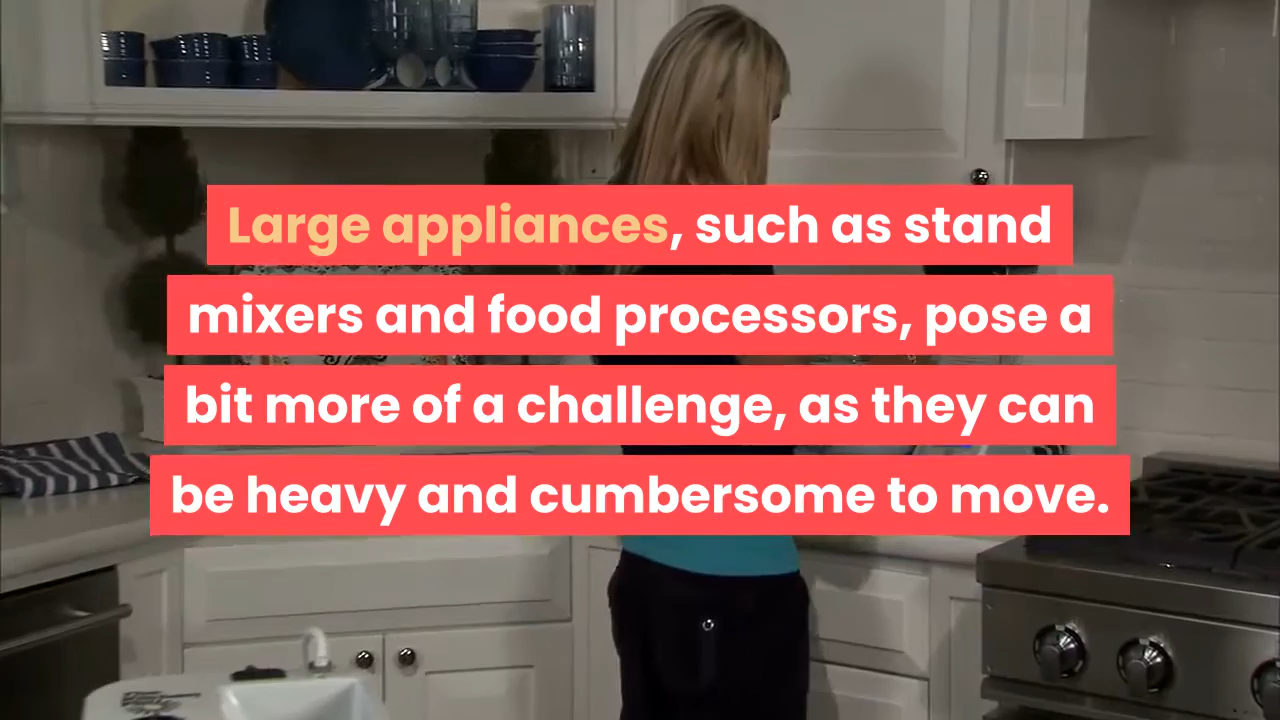 Large appliances, such as stand
mixers and food processors, pose a
bit more of a challenge, as they can
be heavy and cumbersome to move.